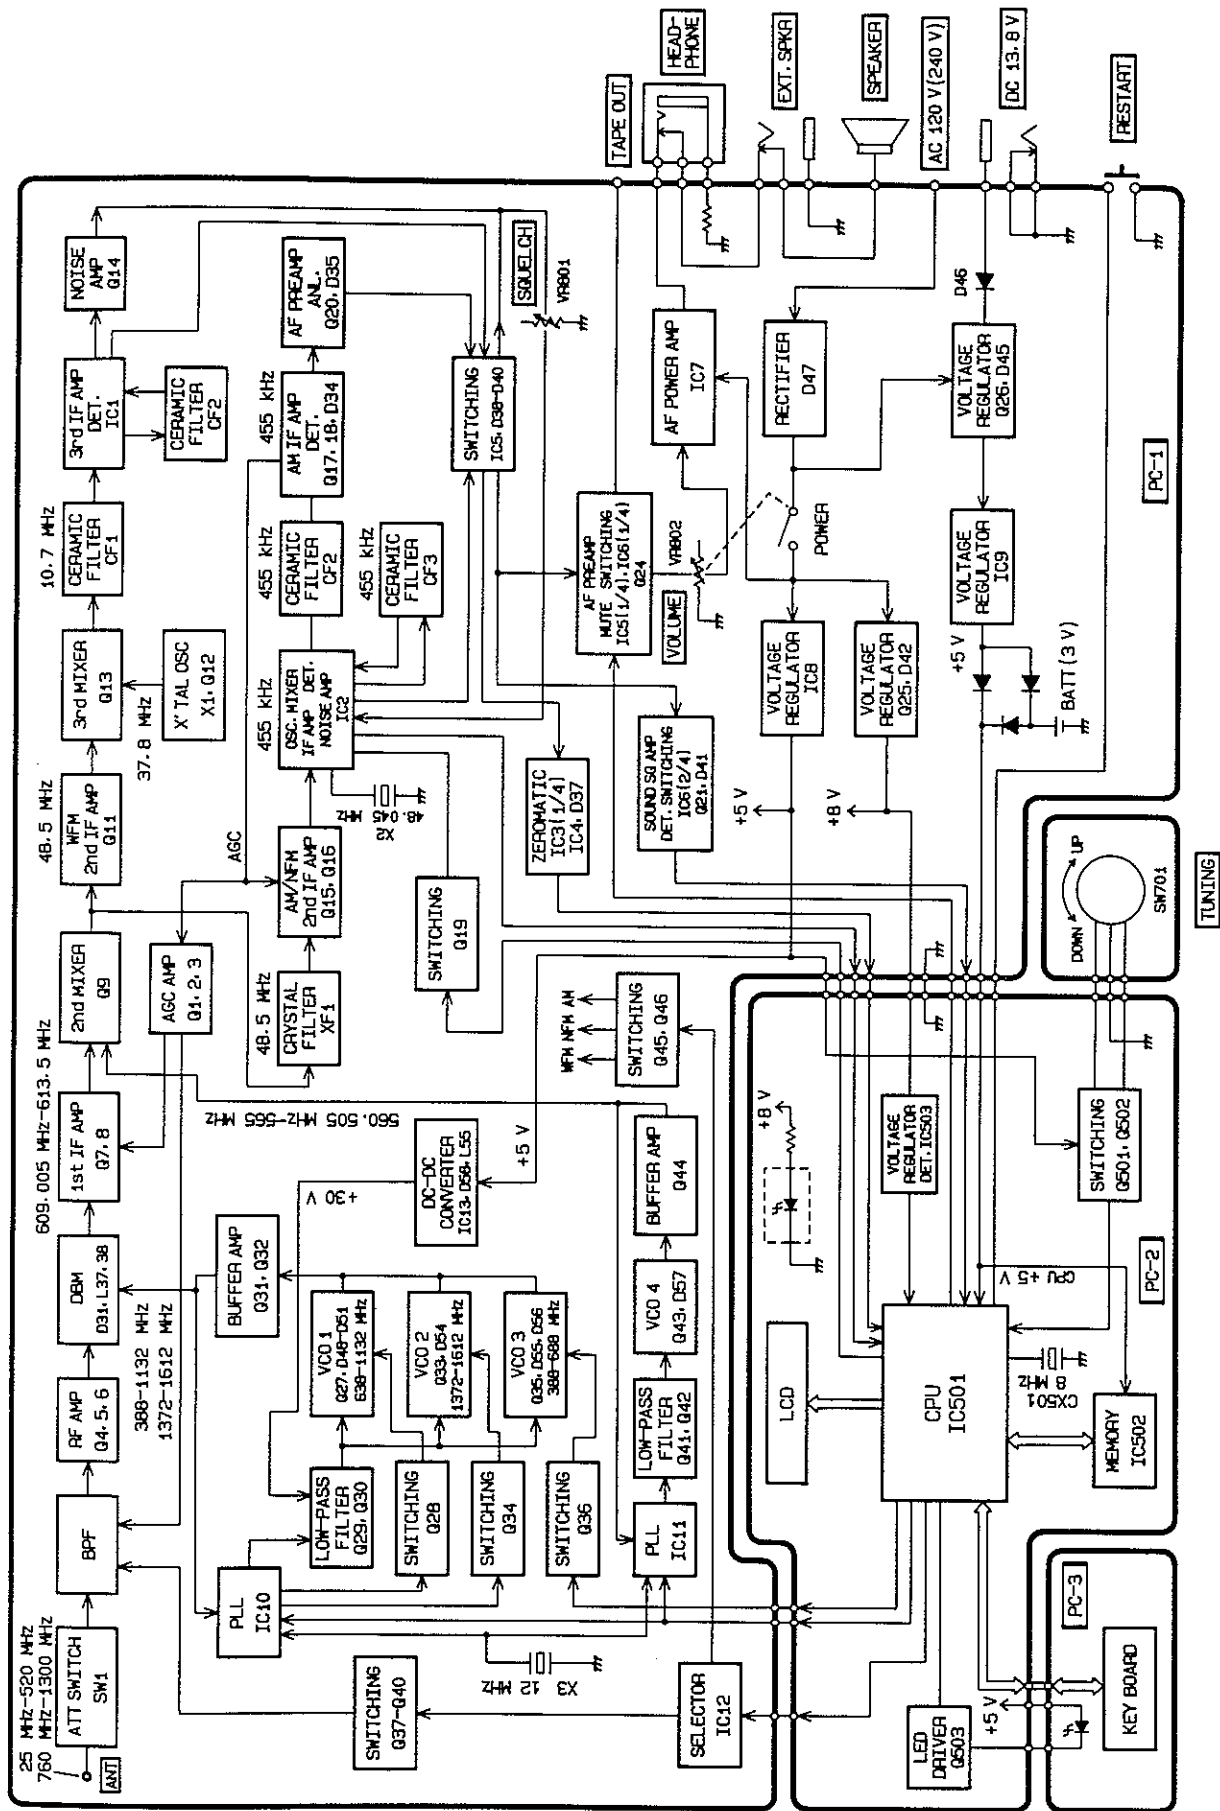 25 MHz-520 MHz
760 MHz-1300 MHz
ANT
ATT SWITCH
SW1
BPF
RF AMP
Q4, 5, 6
388-1132 MHz
1372-1612 MHz
DBM
D31, L37, 38
609.005 MHz-613.5 MHz
1st IF AMP
Q7, 8
2nd MIXER
Q9
48.5 MHz
WFM
2nd IF AMP
Q11
3rd MIXER
Q13
37.8 MHz
X'TAL OSC
X1, Q12
10.7 MHz
CERAMIC
FILTER
CF1
3rd IF AMP
DET.
IC1
CERAMIC
FILTER
CF2
NOISE
AMP
Q14
AGC AMP
Q1, 2, 3
AGC
48.5 MHz
CRYSTAL
FILTER
XF1
AM/NFM
2nd IF AMP
Q15, Q16
455 kHz
OSC. MIXER
IF AMP DET.
NOISE AMP
IC2
X2
48.045
MHz
455 kHz
CERAMIC
FILTER
CF2
455 kHz
CERAMIC
FILTER
CF3
455 kHz
AM IF AMP
DET.
Q17, 18, D34
AF PREAMP
ANL.
Q20, D35
SWITCHING
IC5, D38-D40
SQUELCH
VR801
SWITCHING
Q19
ZEROMATIC
IC3(1/4)
IC4, D37
560.505 MHz-565 MHz
BUFFER AMP
Q31, Q32
+30 V
DC-DC
CONVERTER
IC13, D58, L55
+5 V
PLL
IC10
LOW-PASS
FILTER
Q29, Q30
VCO 1
Q27, D48-D51
638-1132 MHz
VCO 2
Q33, D54
1372-1612 MHz
VCO 3
Q35, D55, D56
388-688 MHz
SWITCHING
Q28
SWITCHING
Q34
SWITCHING
Q36
X3 12 MHz
SWITCHING
Q37-Q40
SELECTOR
IC12
PLL
IC11
LOW-PASS
FILTER
Q41, Q42
VCO 4
Q43, D57
BUFFER AMP
Q44
WFM NFM AM
SWITCHING
Q45, Q46
AF PREAMP
MUTE SWITCHING
IC5(1/4), IC6(1/4)
Q24
VOLUME
VR802
SOUND SQ AMP
DET. SWITCHING
IC6(2/4)
Q21, D41
AF POWER AMP
IC7
TAPE OUT
HEAD-
PHONE
EXT. SPKR
SPEAKER
AC 120 V(240 V)
DC 13.8 V
RESTART
RECTIFIER
D47
POWER
D46
VOLTAGE
REGULATOR
IC8
+5 V
VOLTAGE
REGULATOR
Q25, D42
+8 V
VOLTAGE
REGULATOR
Q26, D45
VOLTAGE
REGULATOR
IC9
+5 V
BATT(3 V)
PC-1
+8 V
LCD
CPU
IC501
CX501
8 MHz
MEMORY
IC502
CPU +5 V
VOLTAGE
REGULATOR
DET. IC503
SWITCHING
Q501, Q502
PC-2
DOWN
UP
SW701
TUNING
LED
DRIVER
Q503
+5 V
PC-3
KEY BOARD